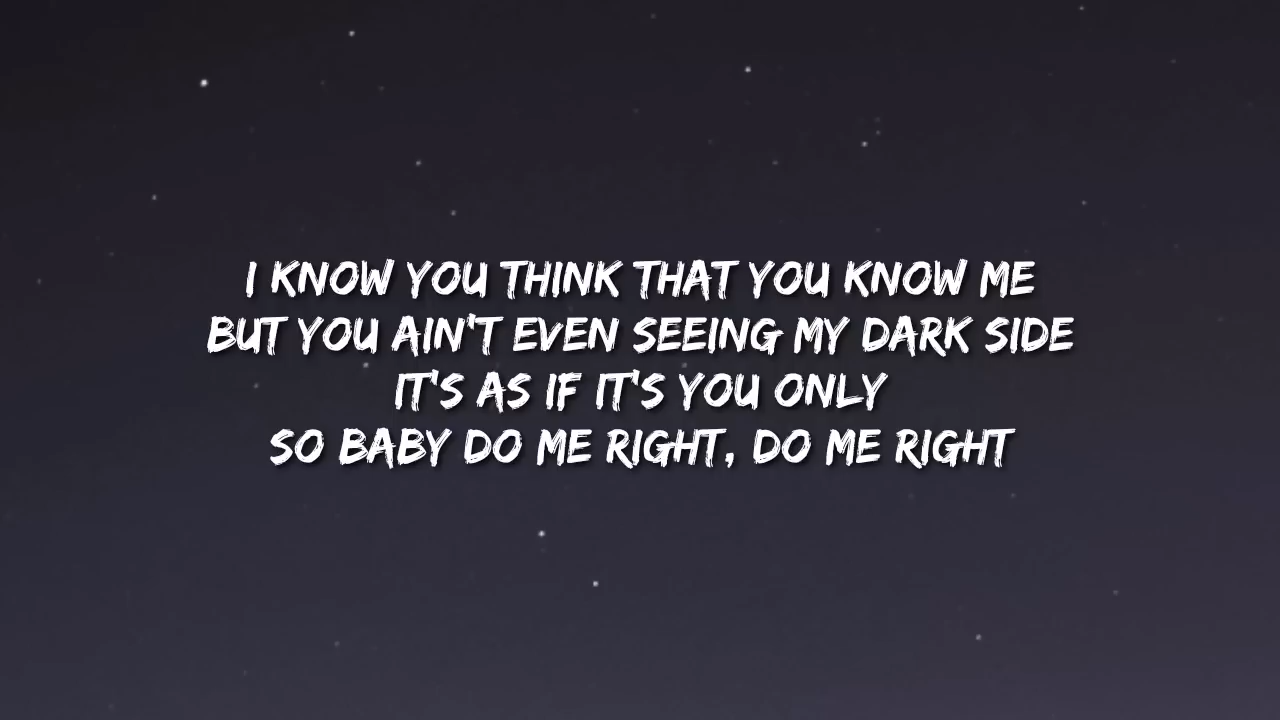 I KNOW YOU THINK THAT YOU KNOW ME
BUT YOU AIN'T EVEN SEEING MY DARK SIDE
IT'S AS IF IT'S YOU ONLY
SO BABY DO ME RIGHT, DO ME RIGHT